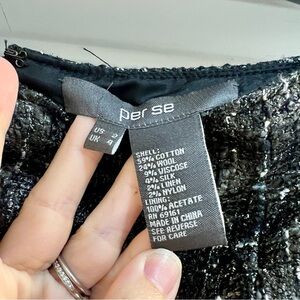 per se
US 2
UK 4
SHELL:
59% COTTON
24% WOOL
9% VISCOSE
4% SILK
2% LINEN
2% NYLON
LINING:
100% ACETATE
RN 69161
MADE IN CHINA
SEE REVERSE
FOR CARE